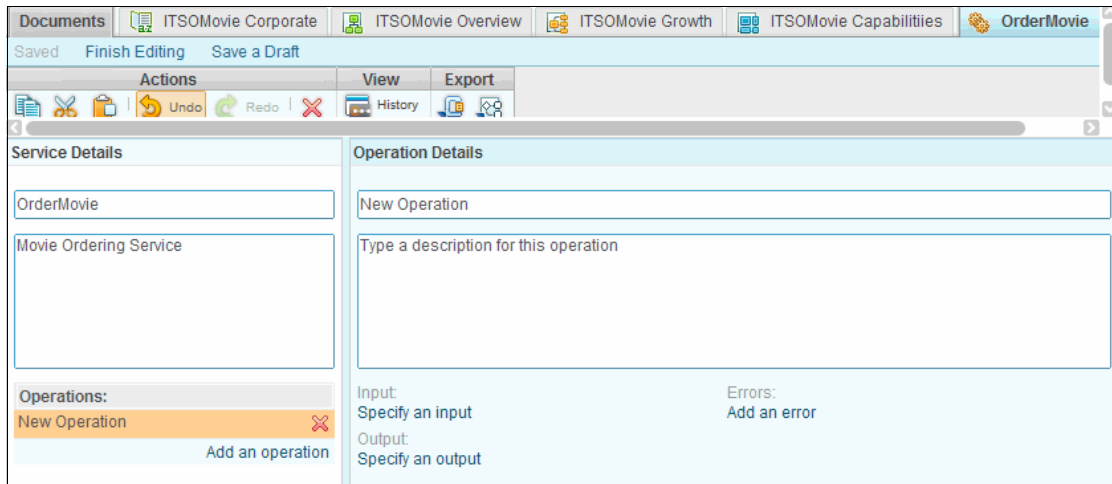 Documents ITSOMovie Corporate ITSOMovie Overview ITSOMovie Growth ITSOMovie Capabilitiies OrderMovie
Saved Finish Editing Save a Draft
Actions View Export
Undo Redo History
Service Details Operation Details
OrderMovie New Operation
Movie Ordering Service Type a description for this operation
Operations: Input: Errors:
New Operation Specify an input Add an error
Output:
Add an operation Specify an output